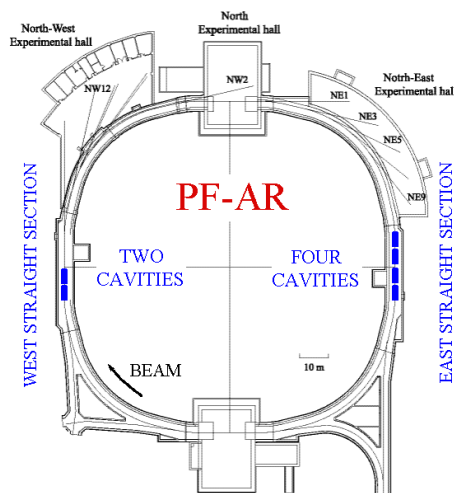 North-West
Experimental hall
North
Experimental hall
Notrh-East
Experimental hal
NW12
NW2
NE1
NE3
NE5
NE9
PF-AR
WEST STRAIGHT SECTION
TWO
CAVITIES
FOUR
CAVITIES
EAST STRAIGHT SECTION
10 m
BEAM